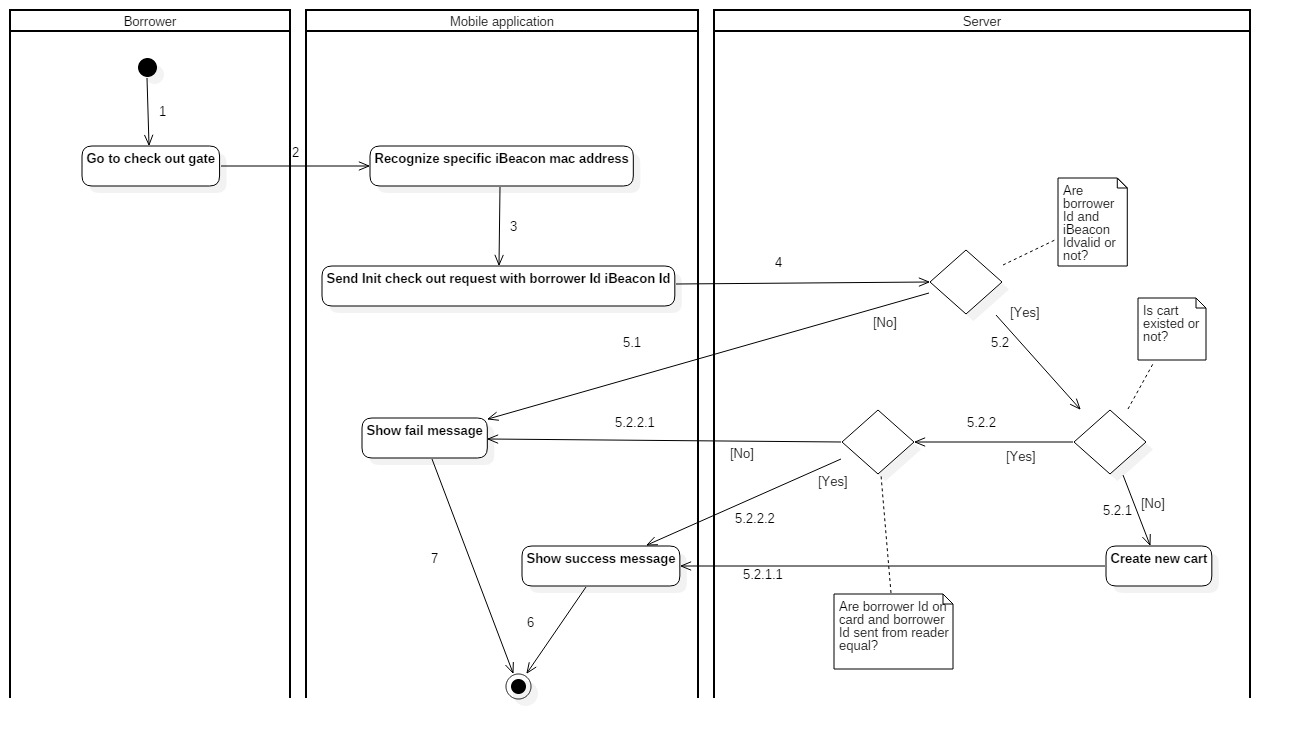 Borrower
Mobile application
Server
1
Go to check out gate
2
Recognize specific iBeacon mac address
3
Send Init check out request with borrower Id iBeacon Id
4
Are
borrower
Id and
iBeacon
Idvalid or
not?
[No]
[Yes]
5.1
5.2
Is cart
existed or
not?
Show fail message
5.2.2.1
[No]
5.2.2
[Yes]
[Yes]
5.2.2.2
5.2.1
[No]
7
Show success message
5.2.1.1
Create new cart
6
Are borrower Id on
card and borrower
Id sent from reader
equal?